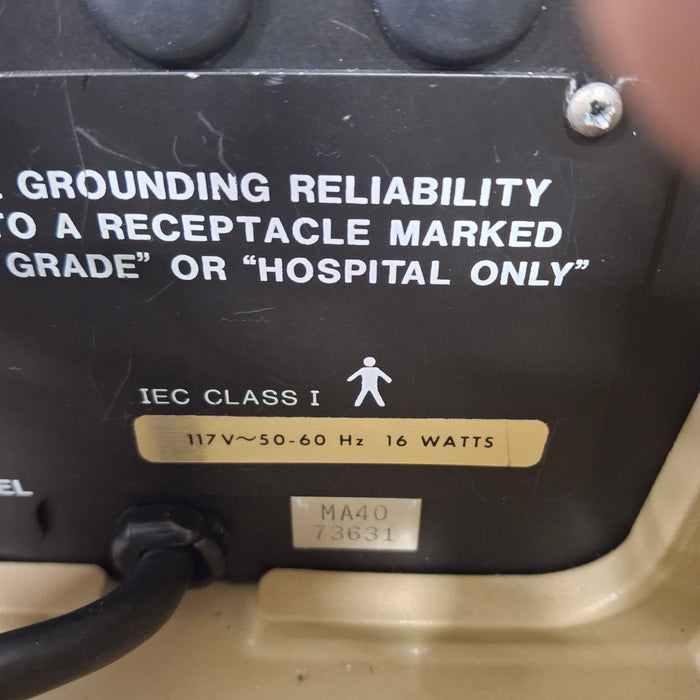 GROUNDING RELIABILITY
TO A RECEPTACLE MARKED
GRADE” OR “HOSPITAL ONLY”
IEC CLASS I
117V~50-60 Hz 16 WATTS
EL
MA40
73631